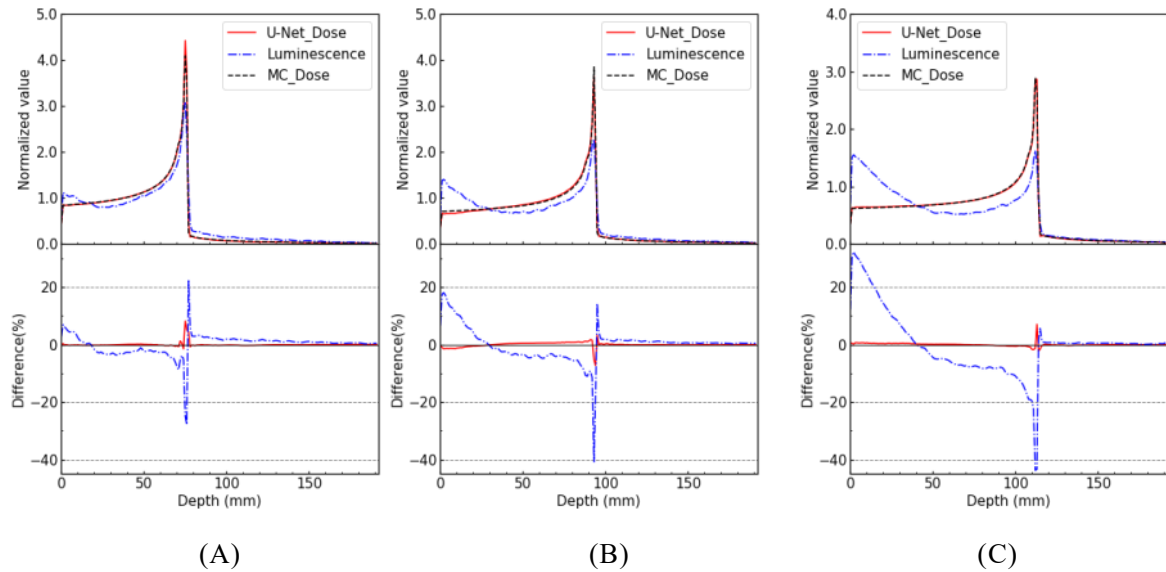 5.0
4.0
3.0
2.0
1.0
0.0
Normalized value
U-Net_Dose
Luminescence
MC_Dose
20
0
−20
−40
Difference(%)
0
50
100
150
Depth (mm)
(A)
5.0
4.0
3.0
2.0
1.0
0.0
Normalized value
U-Net_Dose
Luminescence
MC_Dose
20
0
−20
−40
Difference(%)
0
50
100
150
Depth (mm)
(B)
4.0
3.0
2.0
1.0
0.0
Normalized value
U-Net_Dose
Luminescence
MC_Dose
20
0
−20
−40
Difference(%)
0
50
100
150
Depth (mm)
(C)